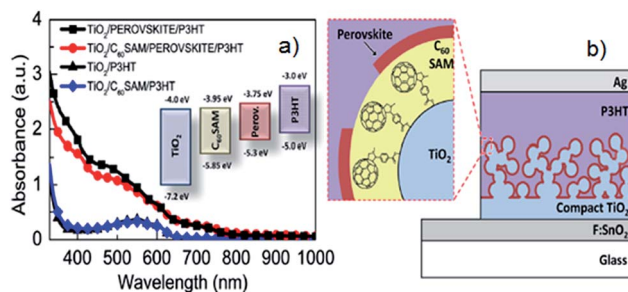 a)
TiO2/PEROVSKITE/P3HT
TiO2/C60SAM/PEROVSKITE/P3HT
TiO2/P3HT
TiO2/C60SAM/P3HT
Absorbance (a.u.)
4
3
2
1
0
400 500 600 700 800 900 1000
Wavelength (nm)
-4.0 eV
-3.95 eV
-3.75 eV
-3.0 eV
TiO2
C60SAM
Perov.
P3HT
-7.2 eV
-5.85 eV
-5.3 eV
-5.0 eV
b)
Perovskite
C60
SAM
TiO2
Ag
P3HT
Compact TiO2
F:SnO2
Glass